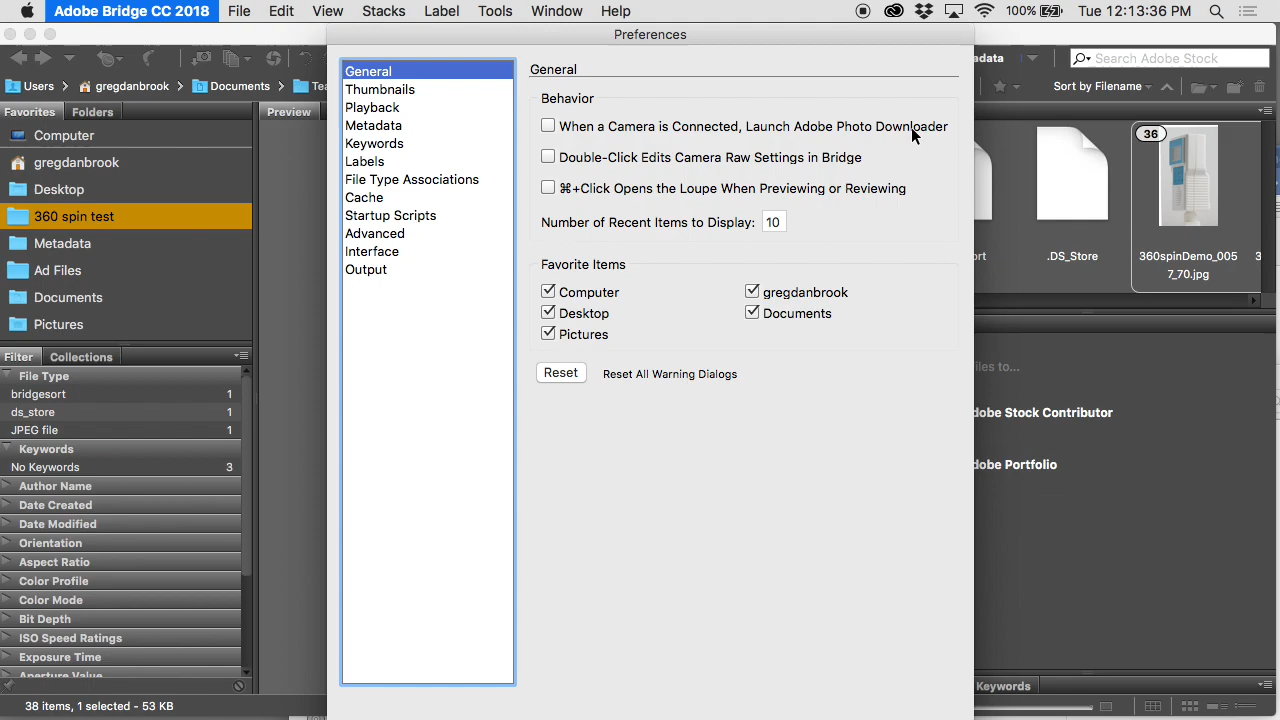 Adobe Bridge CC 2018 File Edit View Stacks Label Tools Window Help 100% Tue 12:13:36 PM
Preferences
adata Search Adobe Stock
Users gregdanbrook Documents Tea Sort by Filename
Favorites Folders Preview
Computer
gregdanbrook
Desktop
360 spin test
Metadata
Ad Files
Documents
Pictures
Filter Collections
File Type
bridgesort 1
ds_store 1
JPEG file 1
Keywords
No Keywords 3
Author Name
Date Created
Date Modified
Orientation
Aspect Ratio
Color Profile
Color Mode
Bit Depth
ISO Speed Ratings
Exposure Time
Aperture Value
38 items, 1 selected - 53 KB
General
Thumbnails
Playback
Metadata
Keywords
Labels
File Type Associations
Cache
Startup Scripts
Advanced
Interface
Output
General
Behavior
When a Camera is Connected, Launch Adobe Photo Downloader
Double-Click Edits Camera Raw Settings in Bridge
⌘+Click Opens the Loupe When Previewing or Reviewing
Number of Recent Items to Display: 10
Favorite Items
Computer gregdanbrook
Desktop Documents
Pictures
Reset Reset All Warning Dialogs
36
ort .DS_Store 360spinDemo_005 3
7_70.jpg
iles to...
dobe Stock Contributor
dobe Portfolio
Keywords